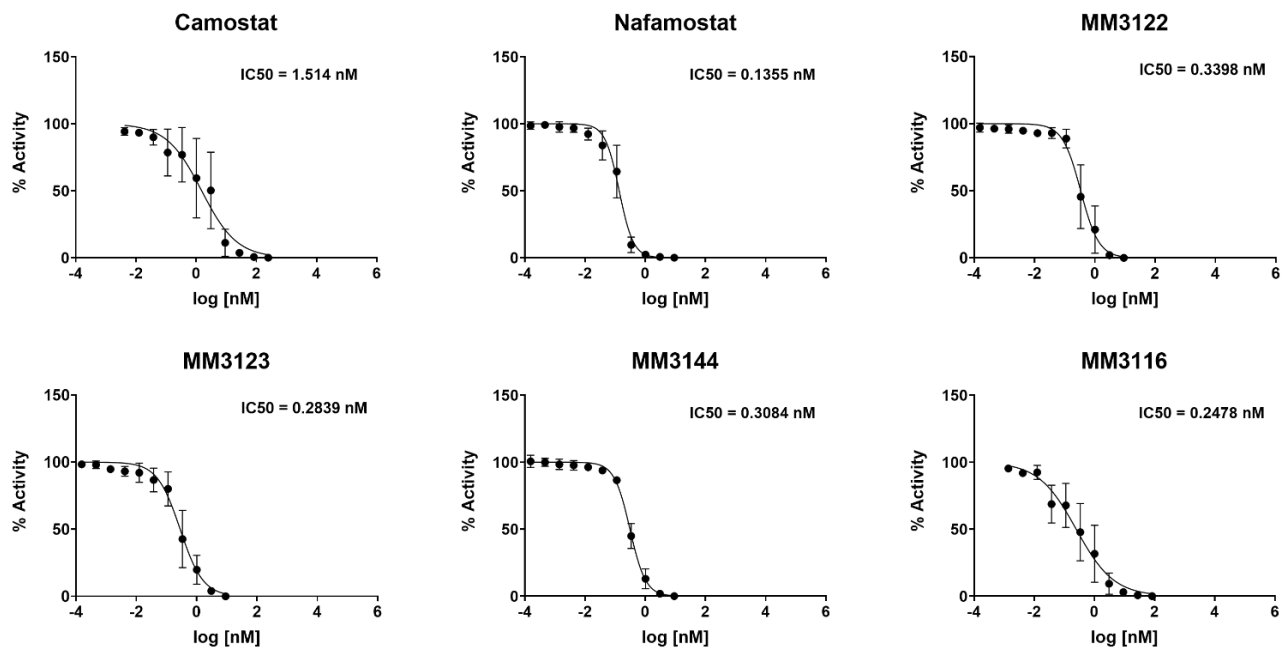 Camostat
Nafamostat
MM3122
150
100
50
0
% Activity
IC50 = 1.514 nM
-4 -2 0 2 4 6
log [nM]
150
100
50
0
% Activity
IC50 = 0.1355 nM
-4 -2 0 2 4 6
log [nM]
150
100
50
0
% Activity
IC50 = 0.3398 nM
-4 -2 0 2 4 6
log [nM]
MM3123
MM3144
MM3116
150
100
50
0
% Activity
IC50 = 0.2839 nM
-4 -2 0 2 4 6
log [nM]
150
100
50
0
% Activity
IC50 = 0.3084 nM
-4 -2 0 2 4 6
log [nM]
150
100
50
0
% Activity
IC50 = 0.2478 nM
-4 -2 0 2 4 6
log [nM]